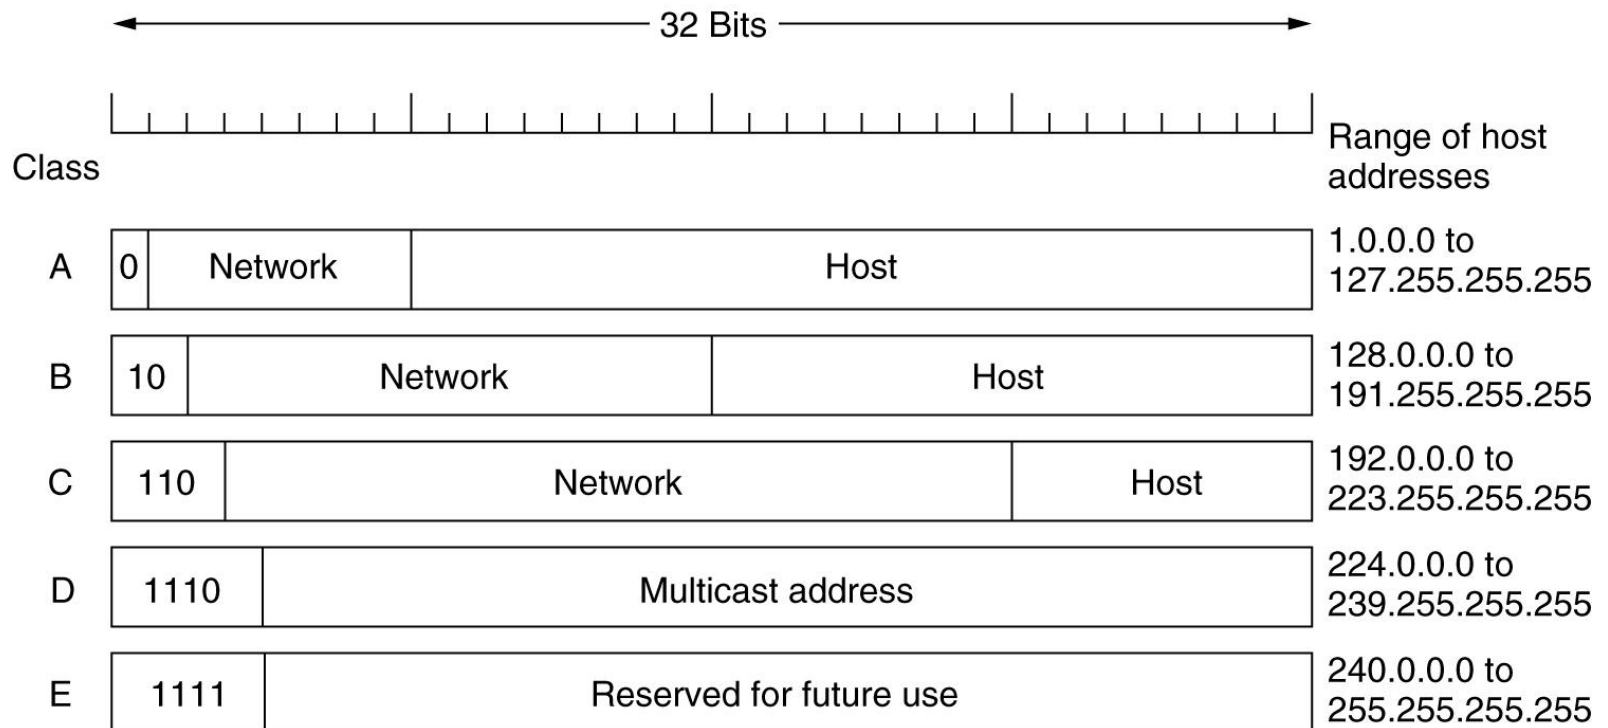 32 Bits
Range of host
addresses
Class
A
0
Network
Host
1.0.0.0 to
127.255.255.255
B
10
Network
Host
128.0.0.0 to
191.255.255.255
C
110
Network
Host
192.0.0.0 to
223.255.255.255
D
1110
Multicast address
224.0.0.0 to
239.255.255.255
E
1111
Reserved for future use
240.0.0.0 to
255.255.255.255